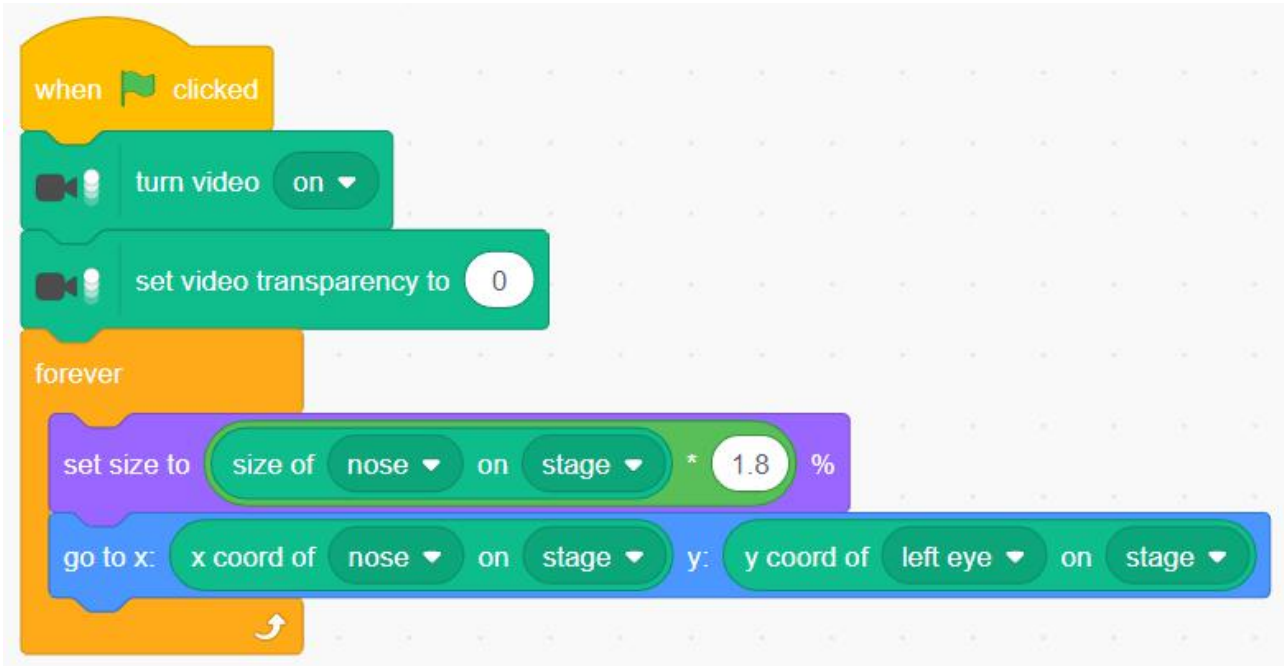 when clicked
turn video on
set video transparency to 0
forever
set size to size of nose on stage * 1.8 %
go to x: x coord of nose on stage y: y coord of left eye on stage